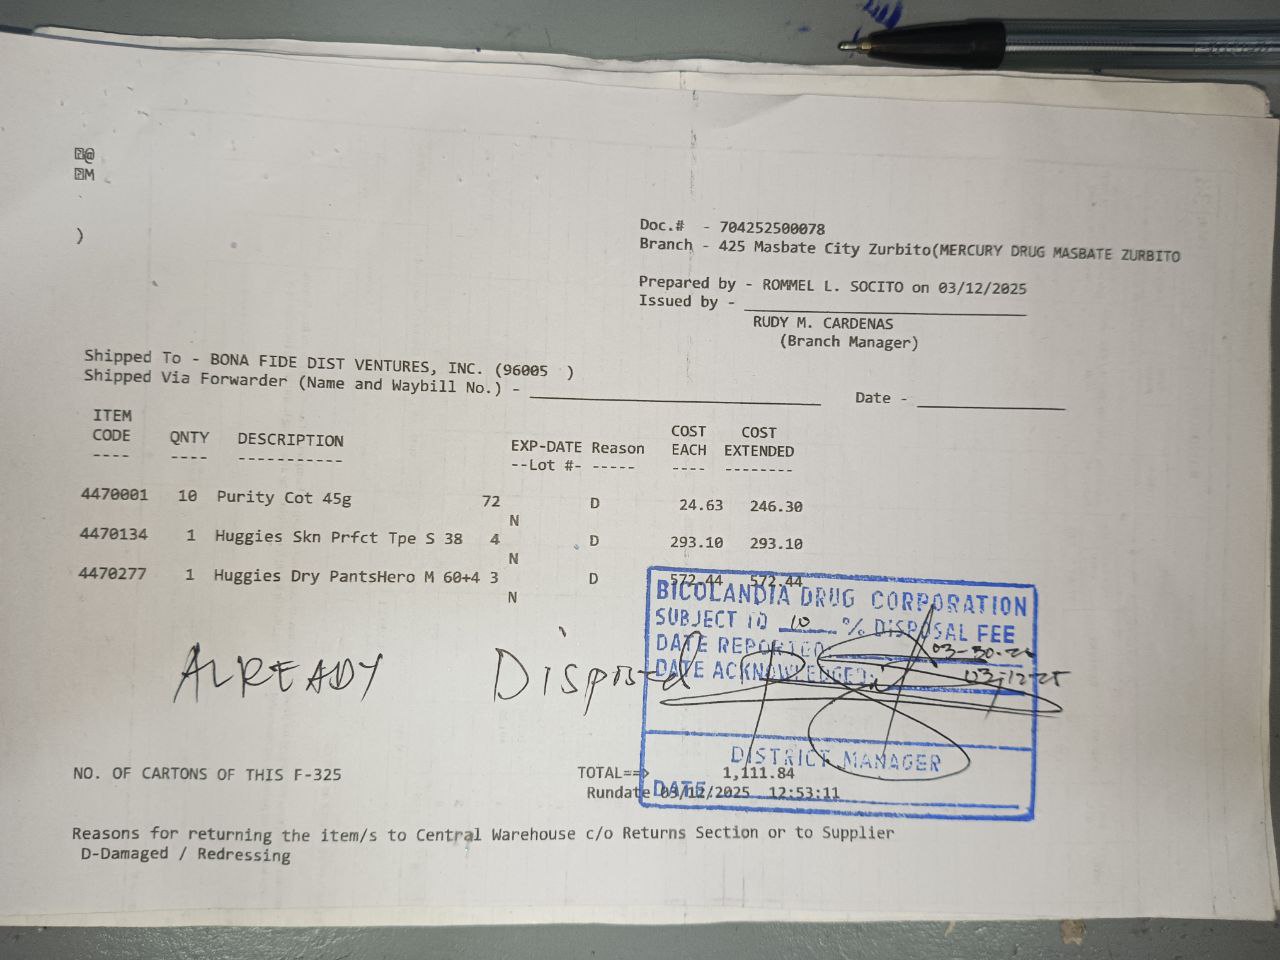 @
M
)
Doc.# - 704252500078
Branch - 425 Masbate City Zurbito(MERCURY DRUG MASBATE ZURBITO
Prepared by - ROMMEL L. SOCITO on 03/12/2025
Issued by - 
RUDY M. CARDENAS
(Branch Manager)
Shipped To - BONA FIDE DIST VENTURES, INC. (96005 )
Shipped Via Forwarder (Name and Waybill No.) - Date -
ITEM COST COST
CODE QNTY DESCRIPTION EXP-DATE Reason EACH EXTENDED
---- ---- ----------- --Lot #- ----- ---- --------
4470001 10 Purity Cot 45g 72 D 24.63 246.30
N
4470134 1 Huggies Skn Prfct Tpe S 38 4 D 293.10 293.10
N
4470277 1 Huggies Dry PantsHero M 60+4 3 D 572.44 572.44
N
BICOLANDIA DRUG CORPORATION
SUBJECT TO 10 % DISPOSAL FEE
DATE REPORTED
DATE ACKNOWLEDGED: 03-12-25
ALREADY Disposed
DISTRICT MANAGER
DATE
NO. OF CARTONS OF THIS F-325 TOTAL==> 1,111.84
Rundate 03/12/2025 12:53:11
Reasons for returning the item/s to Central Warehouse c/o Returns Section or to Supplier
D-Damaged / Redressing